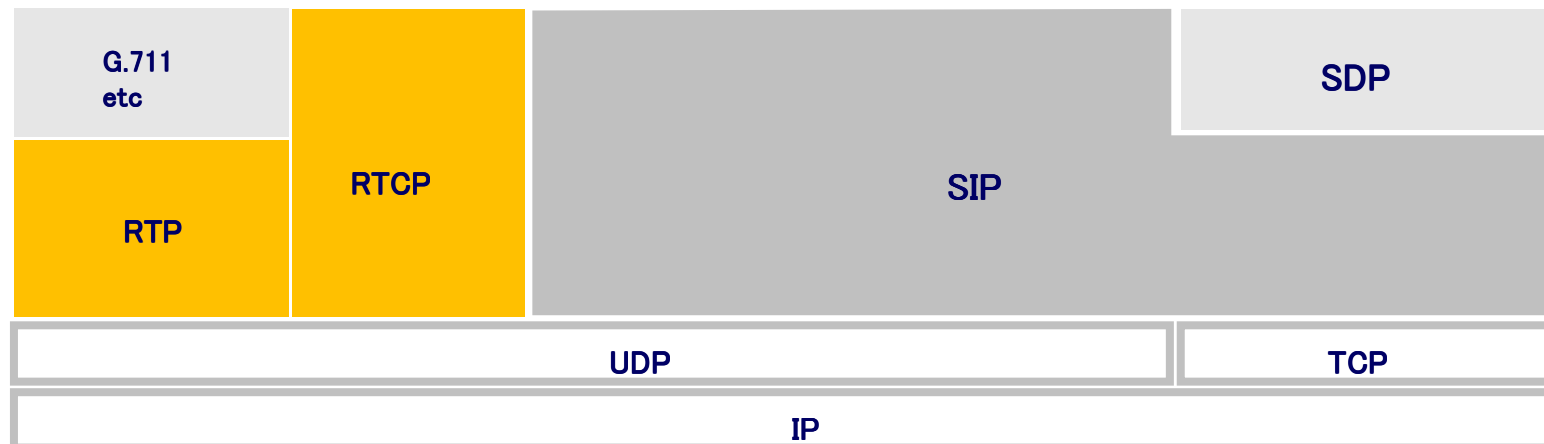 G.711
etc
SDP
RTCP
SIP
RTP
UDP
TCP
IP